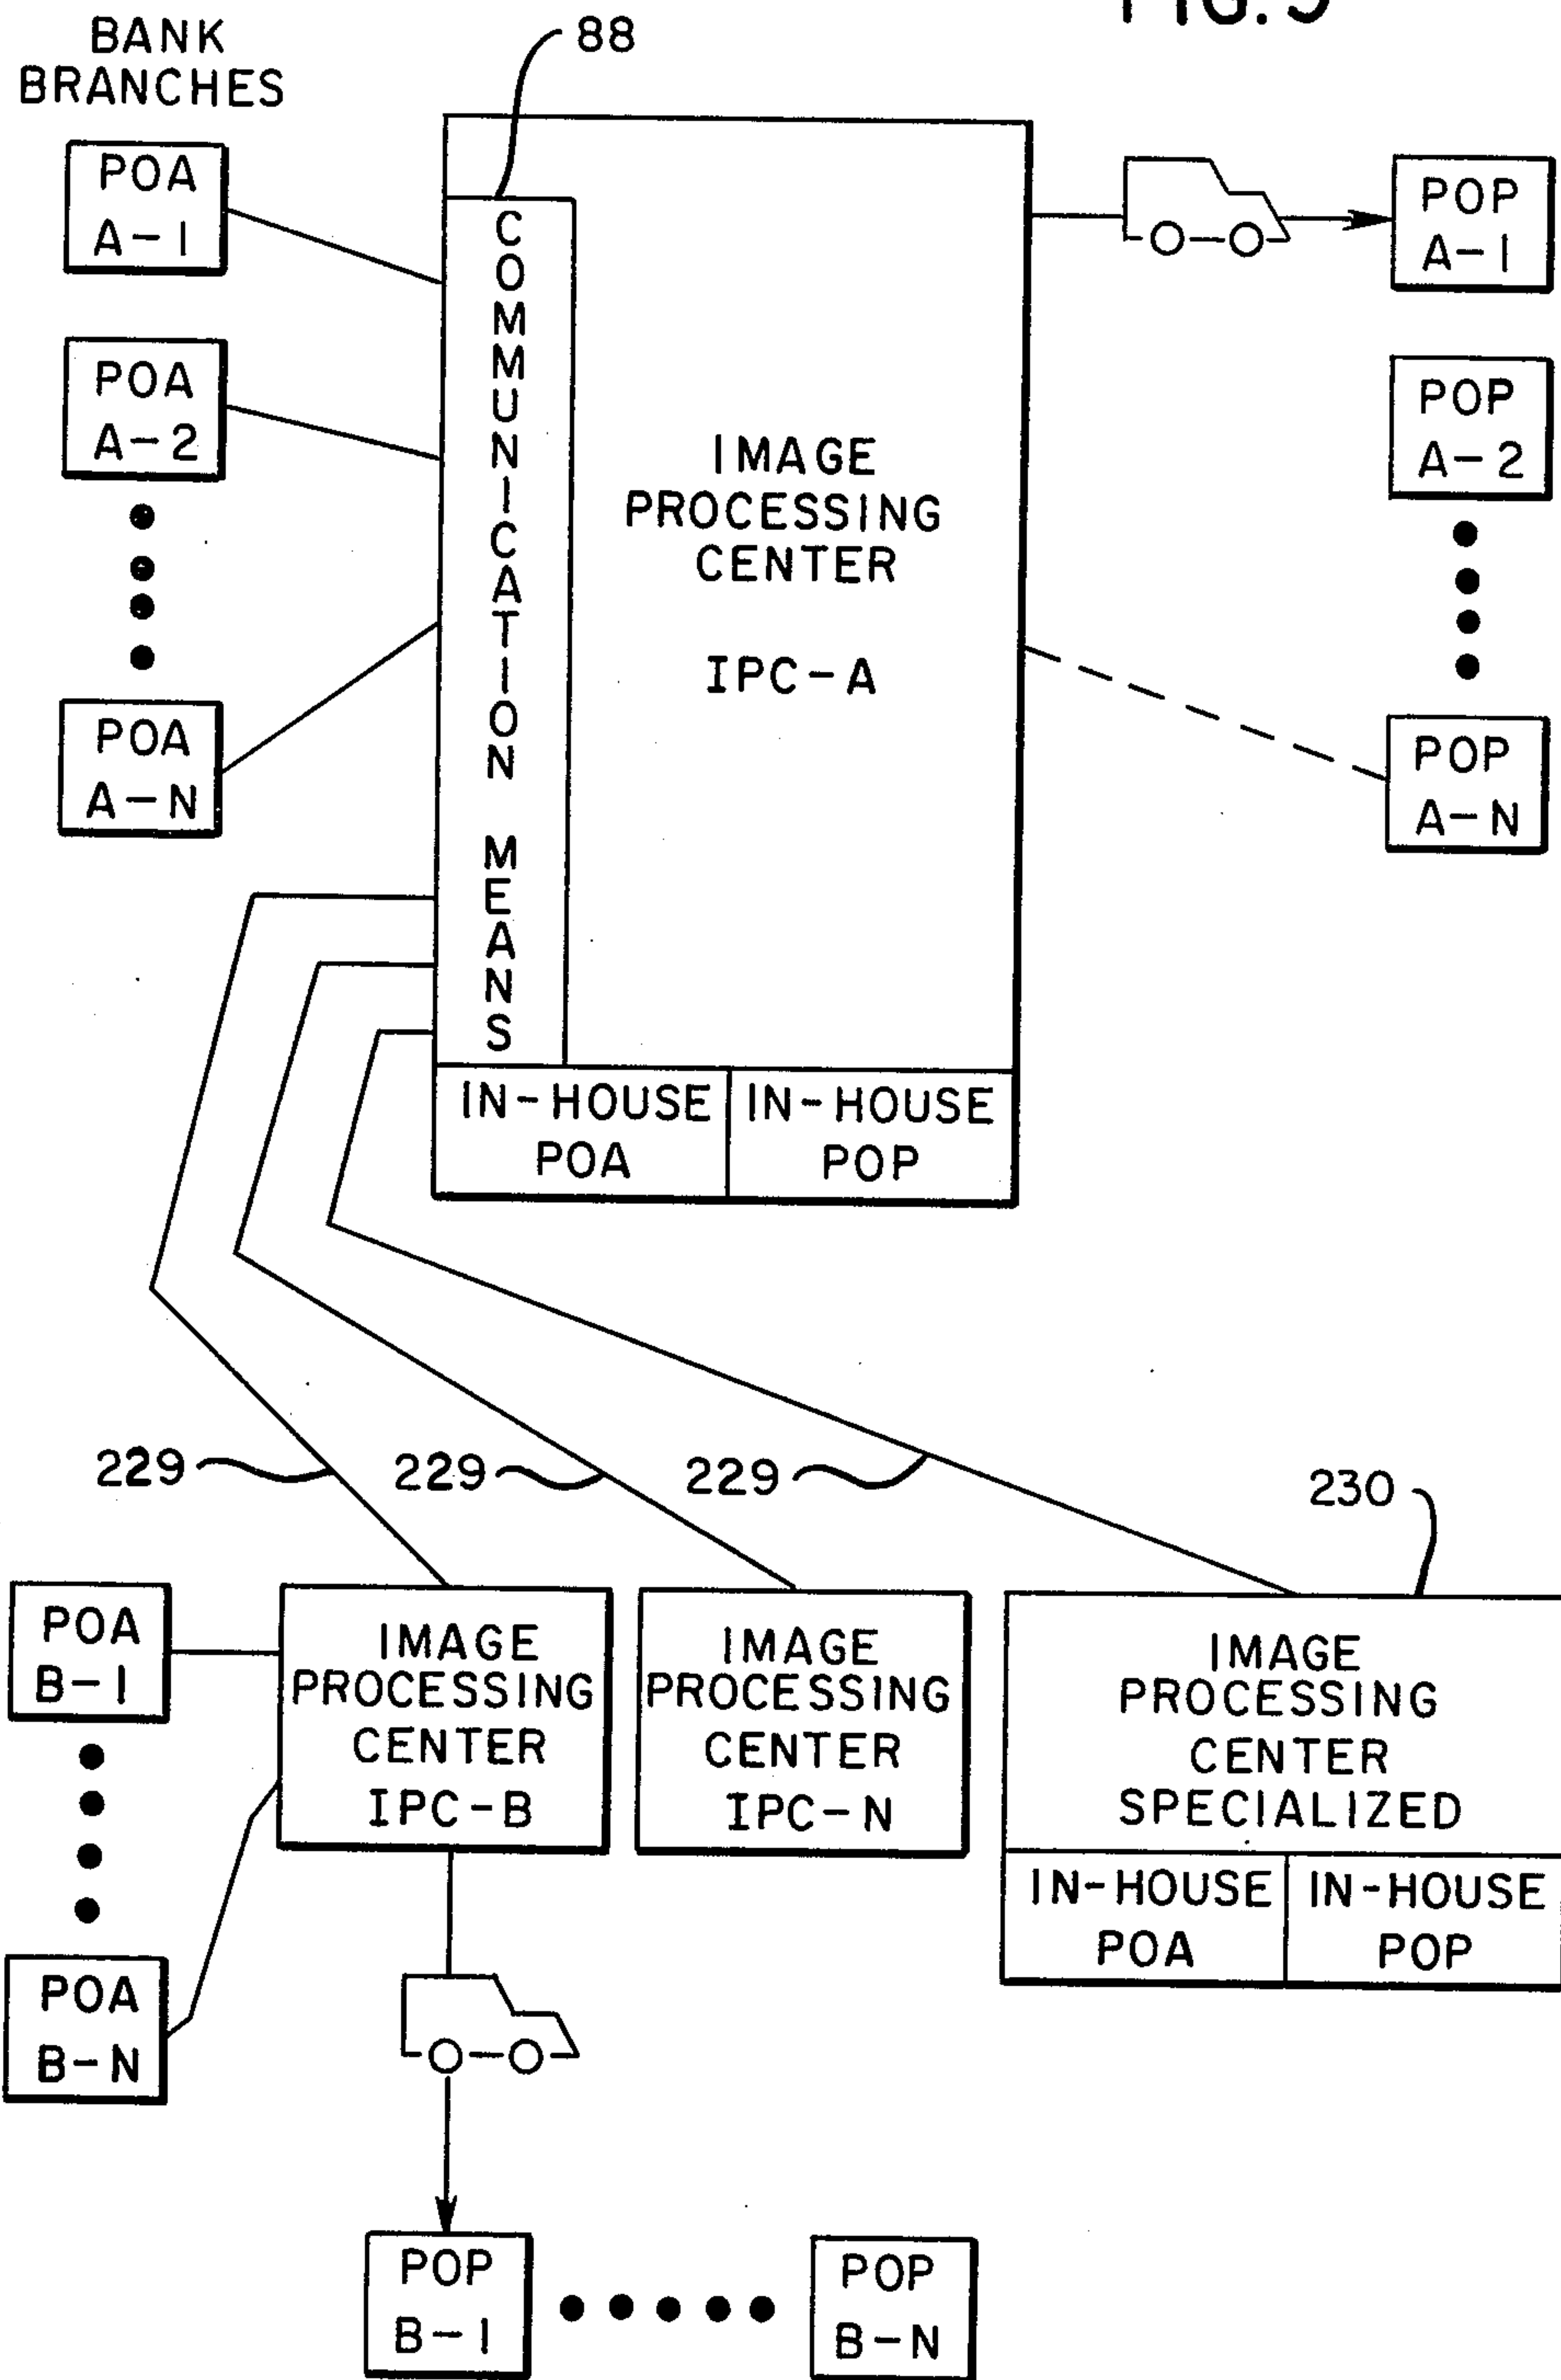 FIG. 9
BANK
BRANCHES
88
POA
A-1
POA
A-2
POA
A-N
COMMUNICATION MEANS
IMAGE
PROCESSING
CENTER
IPC-A
IN-HOUSE
POA
IN-HOUSE
POP
POP
A-1
POP
A-2
POP
A-N
229
229
229
230
POA
B-1
POA
B-N
IMAGE
PROCESSING
CENTER
IPC-B
IMAGE
PROCESSING
CENTER
IPC-N
IMAGE
PROCESSING
CENTER
SPECIALIZED
IN-HOUSE
POA
IN-HOUSE
POP
POP
B-1
POP
B-N